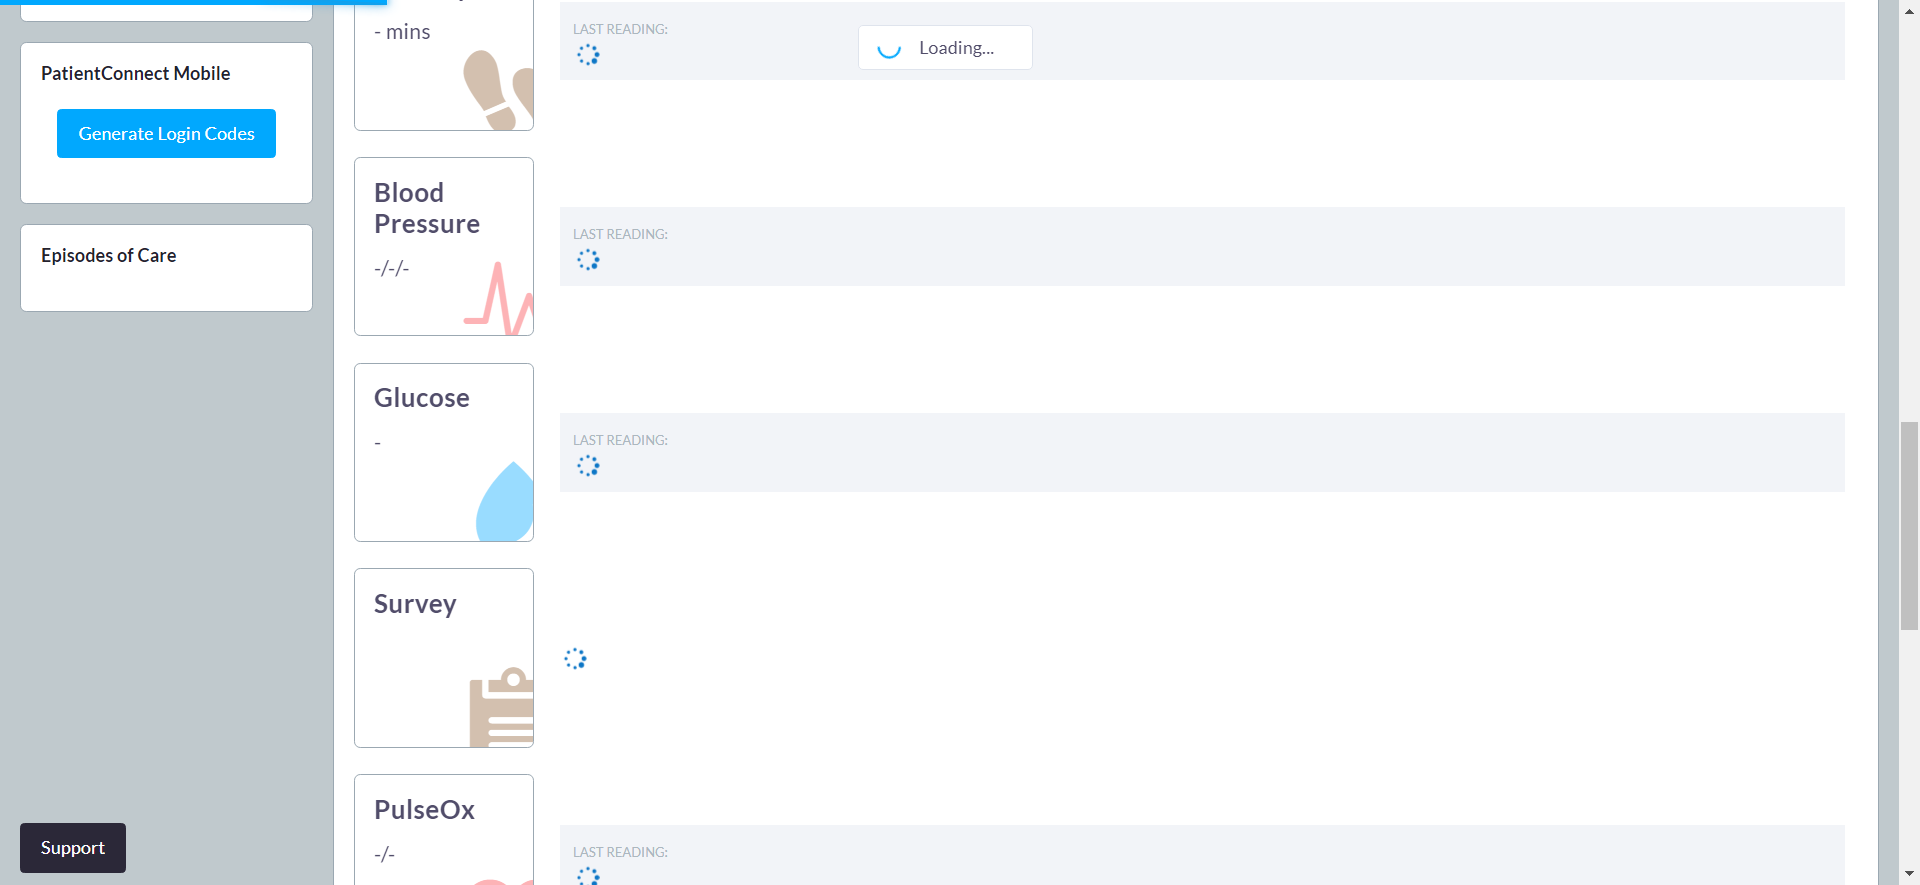 PatientConnect Mobile
Generate Login Codes
Episodes of Care
Support
- mins
LAST READING:
Loading...
Blood
Pressure
-/-/-
LAST READING:
Glucose
-
LAST READING:
Survey
PulseOx
-/-
LAST READING: